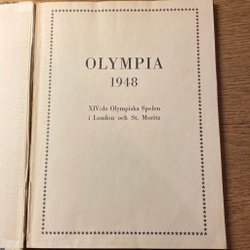 OLYMPIA
1948
XIV:de Olympiska Spelen
i London och St. Moritz